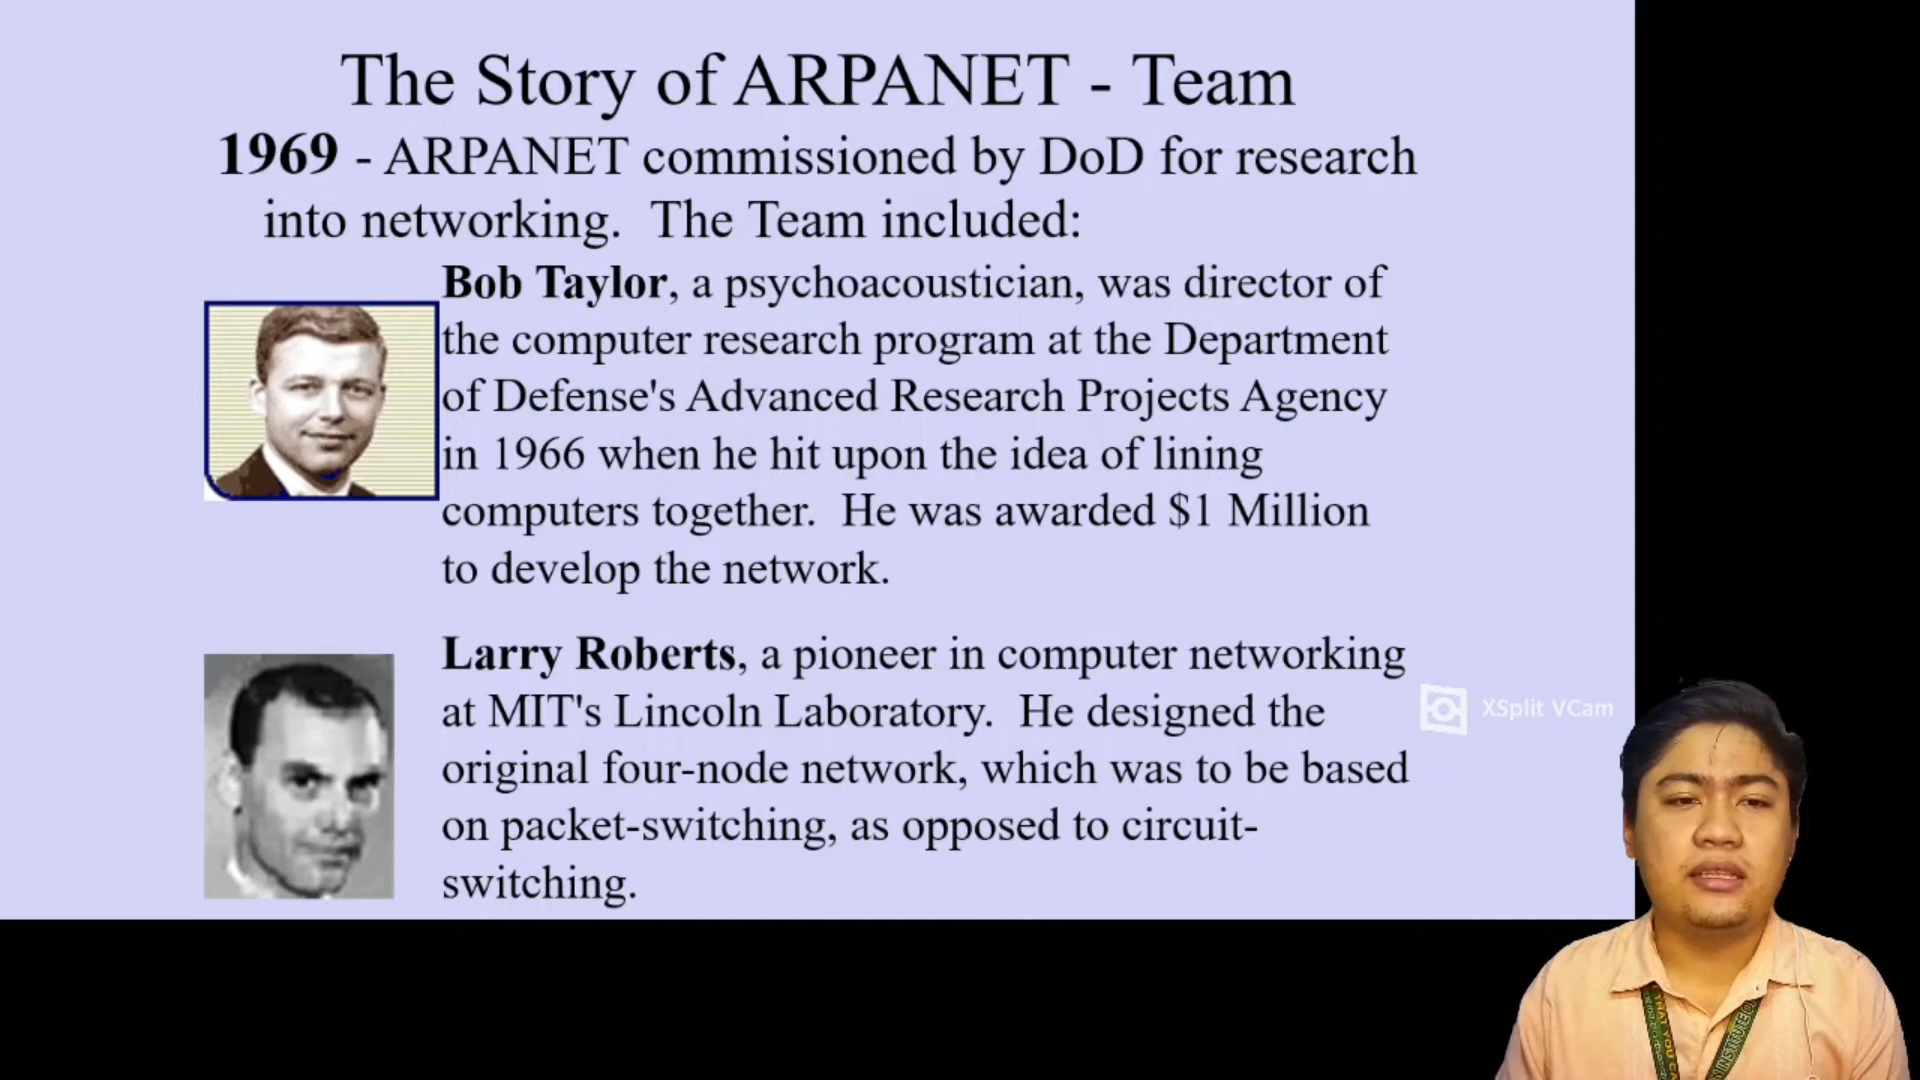 The Story of ARPANET - Team
1969 - ARPANET commissioned by DoD for research
into networking. The Team included:
Bob Taylor, a psychoacoustician, was director of
the computer research program at the Department
of Defense's Advanced Research Projects Agency
in 1966 when he hit upon the idea of lining
computers together. He was awarded $1 Million
to develop the network.
Larry Roberts, a pioneer in computer networking
at MIT's Lincoln Laboratory. He designed the
original four-node network, which was to be based
on packet-switching, as opposed to circuit-
switching.
XSplit VCam
THAT YOU
INSTITUTE